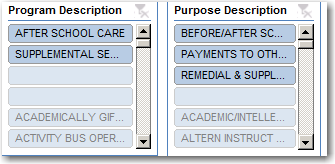 Program Description
AFTER SCHOOL CARE
SUPPLEMENTAL SE...
ACADEMICALLY GIF...
ACTIVITY BUS OPER...
Purpose Description
BEFORE/AFTER SC...
PAYMENTS TO OTH...
REMEDIAL & SUPPL...
ACADEMIC/INTELLE...
ALTERN INSTRUCT ...